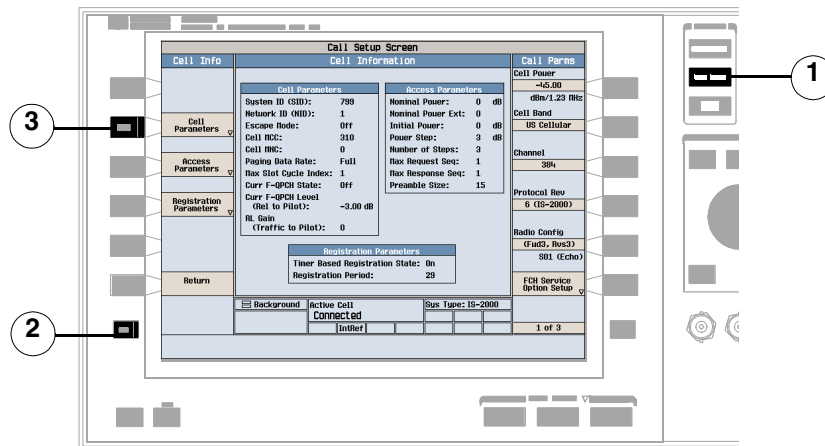 Call Setup Screen
Cell Info
Cell Information
Call Parms
Cell Parameters
System ID (SID): 799
Network ID (NID): 1
Escape Mode: Off
Cell MCC: 310
Cell MNC: 0
Paging Data Rate: Full
Max Slot Cycle Index: 1
Curr F-QPCH State: Off
Curr F-QPCH Level
(Rel to Pilot): -3.00 dB
RL Gain
(Traffic to Pilot): 0
Access Parameters
Nominal Power: 0 dB
Nominal Power Ext: 0
Initial Power: 0 dB
Power Step: 3 dB
Number of Steps: 3
Max Request Seq: 1
Max Response Seq: 1
Preamble Size: 15
Registration Parameters
Timer Based Registration State: On
Registration Period: 29
Cell
Parameters
Access
Parameters
Registration
Parameters
Return
Cell Power
-45.00
dBm/1.23 MHz
Cell Band
US Cellular
Channel
384
Protocol Rev
6 (IS-2000)
Radio Config
(Fwd3, Rvs3)
SO1 (Echo)
FCH Service
Option Setup
1 of 3
Background
Active Cell
Connected
Sys Type: IS-2000
IntRef
1
2
3